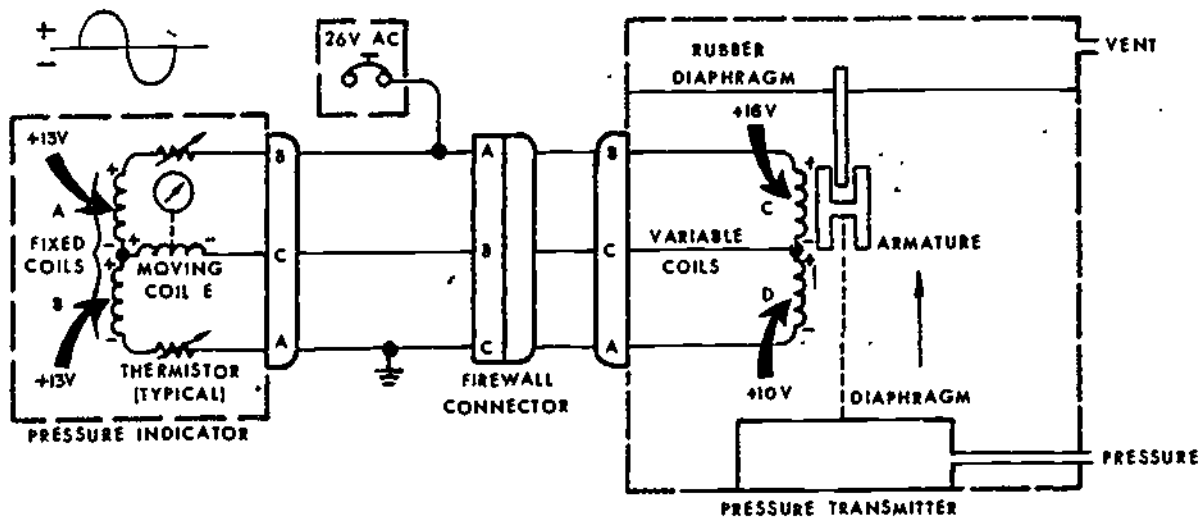 +
−
26V AC
RUBBER
DIAPHRAGM
VENT
+13V
+16V
B
A
B
A
+
+
C
FIXED
COILS
−
+
−
C
B
C
VARIABLE
COILS
−
ARMATURE
+
MOVING
COIL E
+
B
D
−
A
C
A
−
+13V
THERMISTOR
(TYPICAL)
FIREWALL
CONNECTOR
+10V
DIAPHRAGM
PRESSURE INDICATOR
PRESSURE
PRESSURE TRANSMITTER